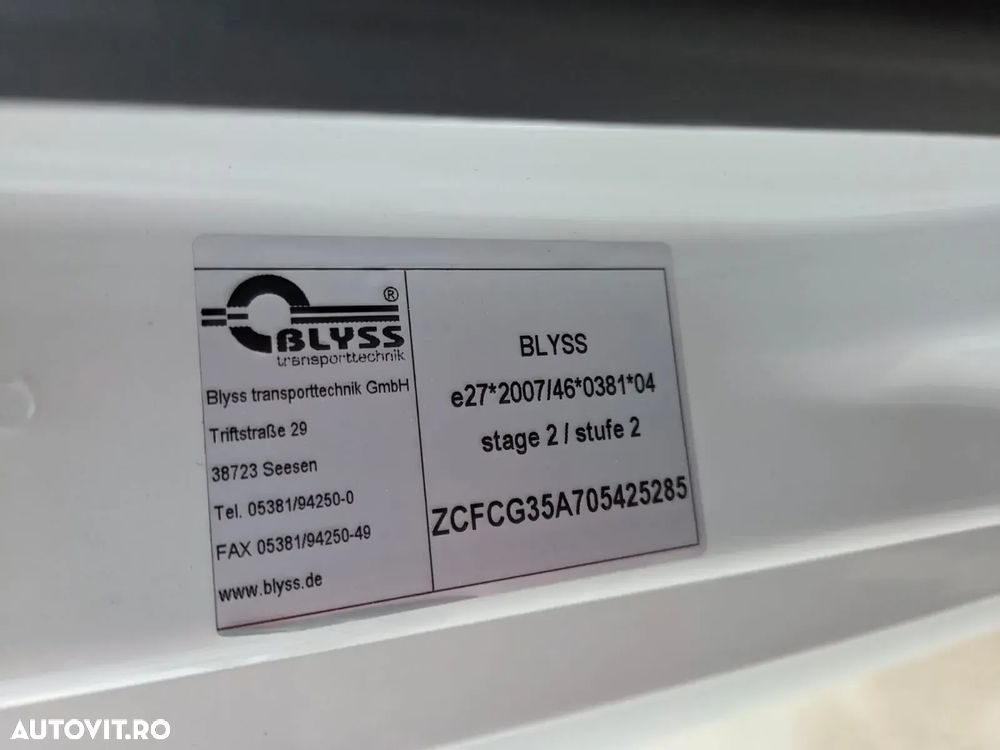 BLYSS ®
transporttechnik
Blyss transporttechnik GmbH
Triftstraße 29
38723 Seesen
Tel. 05381/94250-0
FAX 05381/94250-49
www.blyss.de
BLYSS
e27*2007/46*0381*04
stage 2 / stufe 2
ZCFCG35A705425285
AUTOVIT.RO